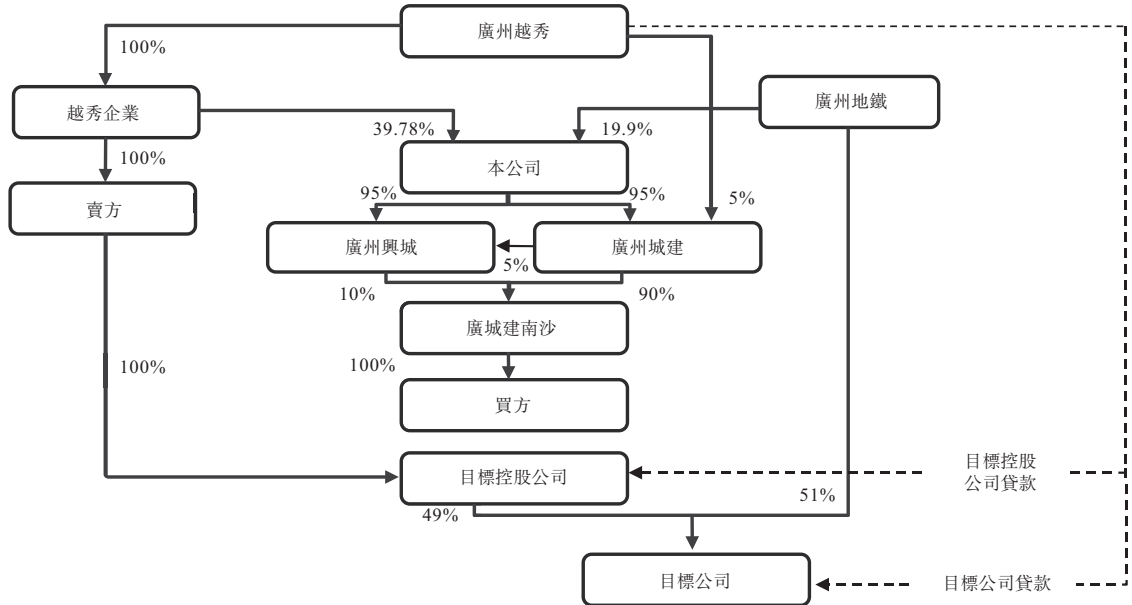 廣州越秀
100%
越秀企業
廣州地鐵
39.78%
19.9%
100%
本公司
賣方
95%
95%
5%
廣州興城
廣州城建
5%
10%
90%
廣城建南沙
100%
100%
買方
目標控股公司
目標控股
公司貸款
49%
51%
目標公司
目標公司貸款